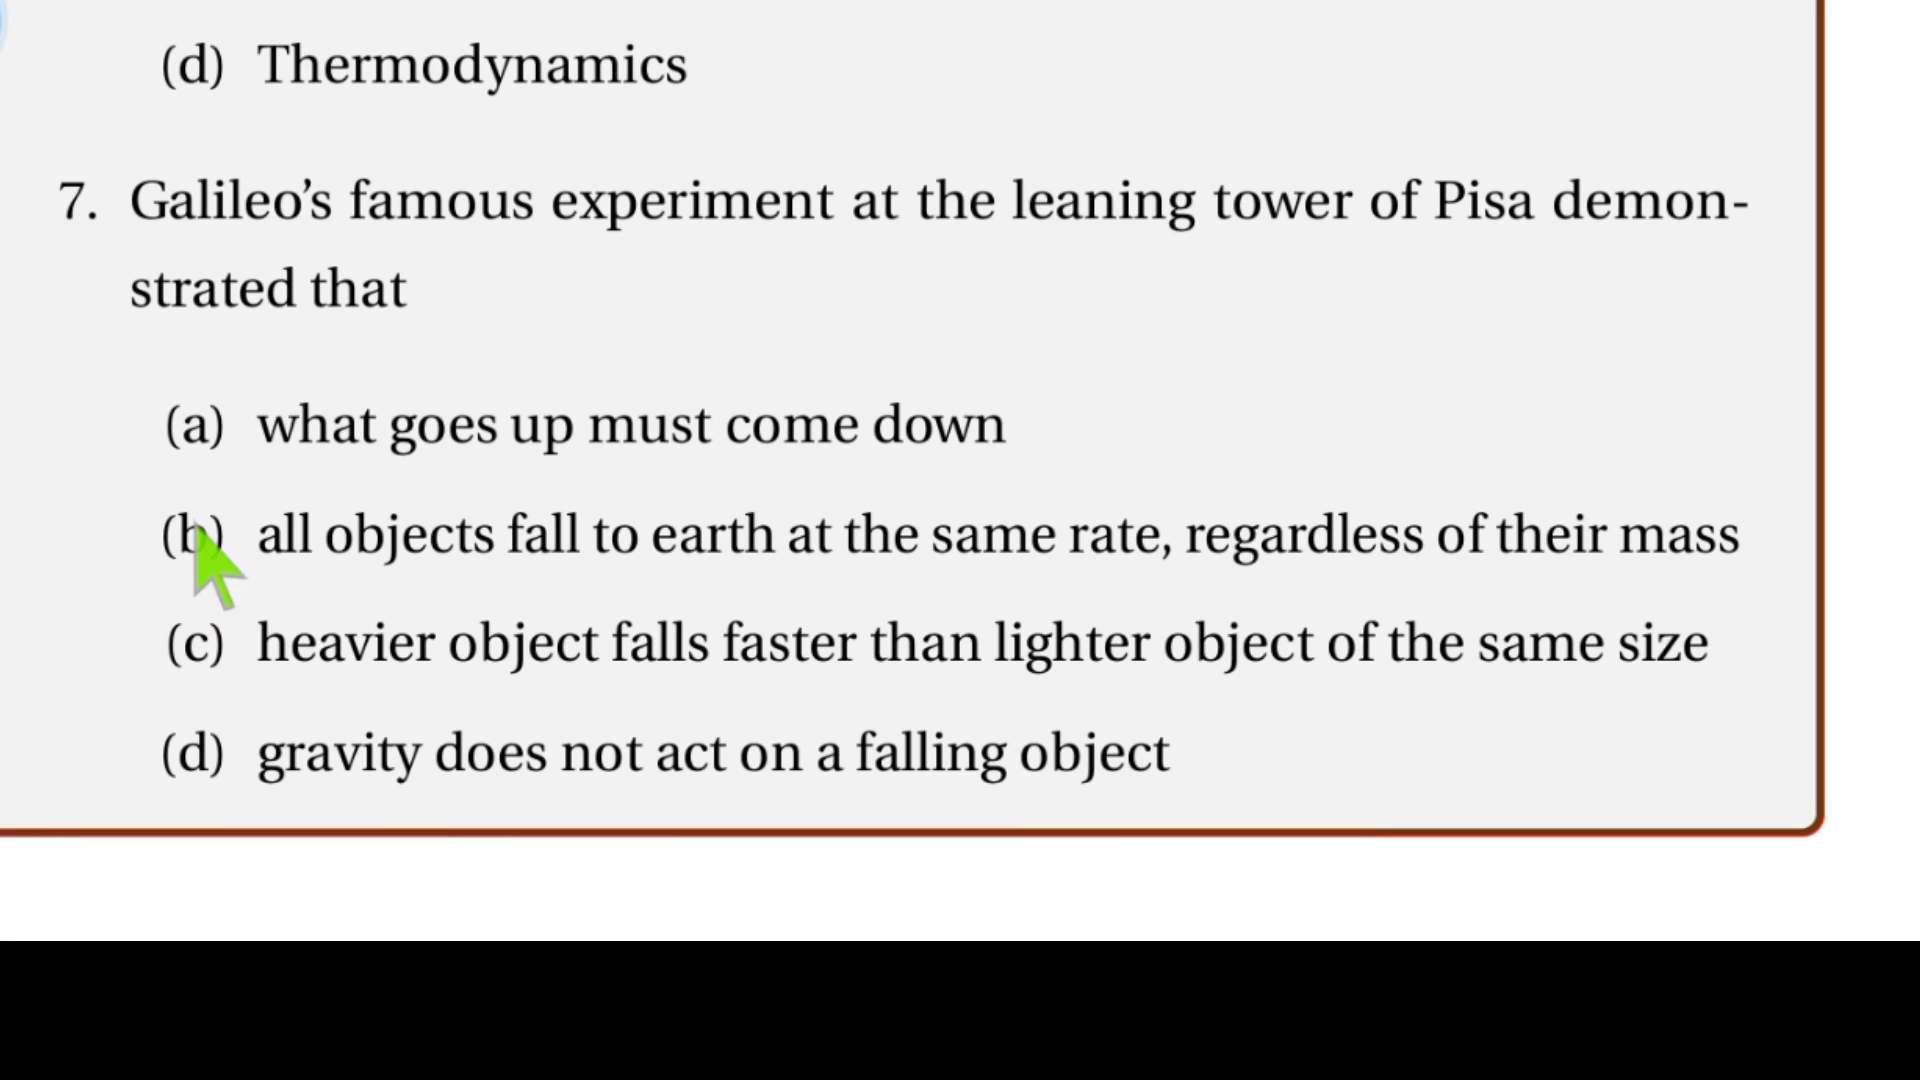 (d) Thermodynamics
7. Galileo’s famous experiment at the leaning tower of Pisa demon-
strated that
(a) what goes up must come down
(b) all objects fall to earth at the same rate, regardless of their mass
(c) heavier object falls faster than lighter object of the same size
(d) gravity does not act on a falling object